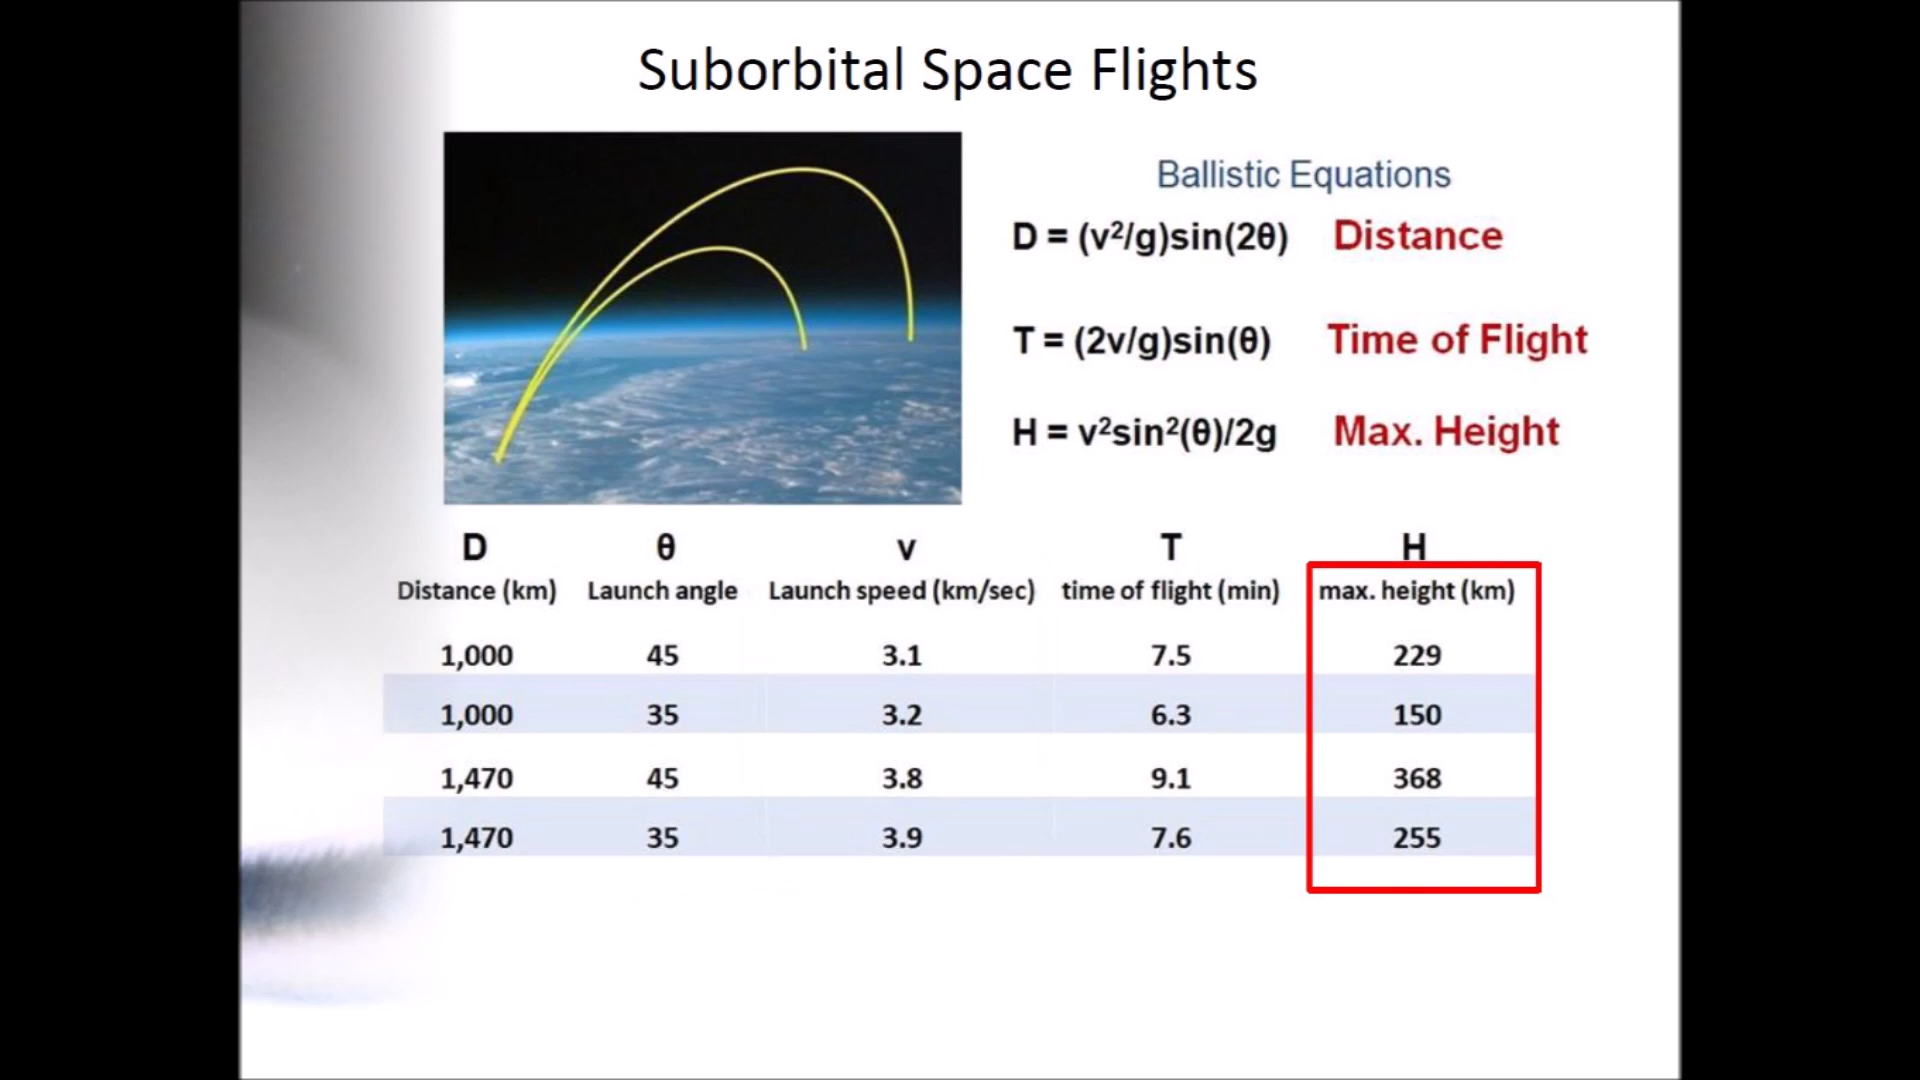 Suborbital Space Flights
Ballistic Equations
D = (v²/g)sin(2θ) Distance
T = (2v/g)sin(θ) Time of Flight
H = v²sin²(θ)/2g Max. Height
D θ v T H
Distance (km) Launch angle Launch speed (km/sec) time of flight (min) max. height (km)
1,000 45 3.1 7.5 229
1,000 35 3.2 6.3 150
1,470 45 3.8 9.1 368
1,470 35 3.9 7.6 255